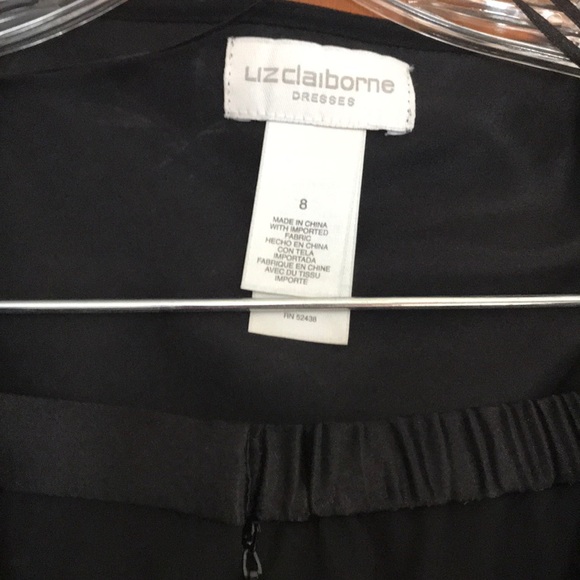 Lizclaiborne
DRESSES
8
MADE IN CHINA
WITH IMPORTED
FABRIC
HECHO EN CHINA
CON TELA
IMPORTADA
FABRIQUE EN CHINE
AVEC DU TISSU
IMPORTÉ
RN 52438